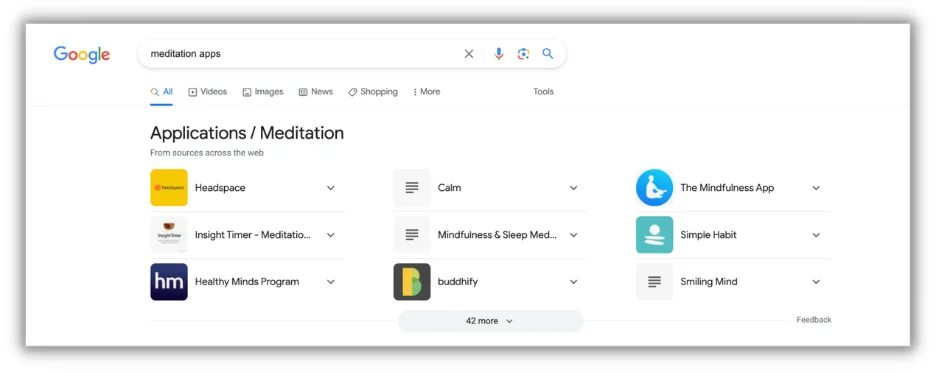 Google
meditation apps
All Videos Images News Shopping More Tools
Applications / Meditation
From sources across the web
headspace Headspace
Calm
The Mindfulness App
Insight Timer
Insight Timer - Meditatio...
Mindfulness & Sleep Med...
Simple Habit
hm Healthy Minds Program
B buddhify
Smiling Mind
42 more
Feedback